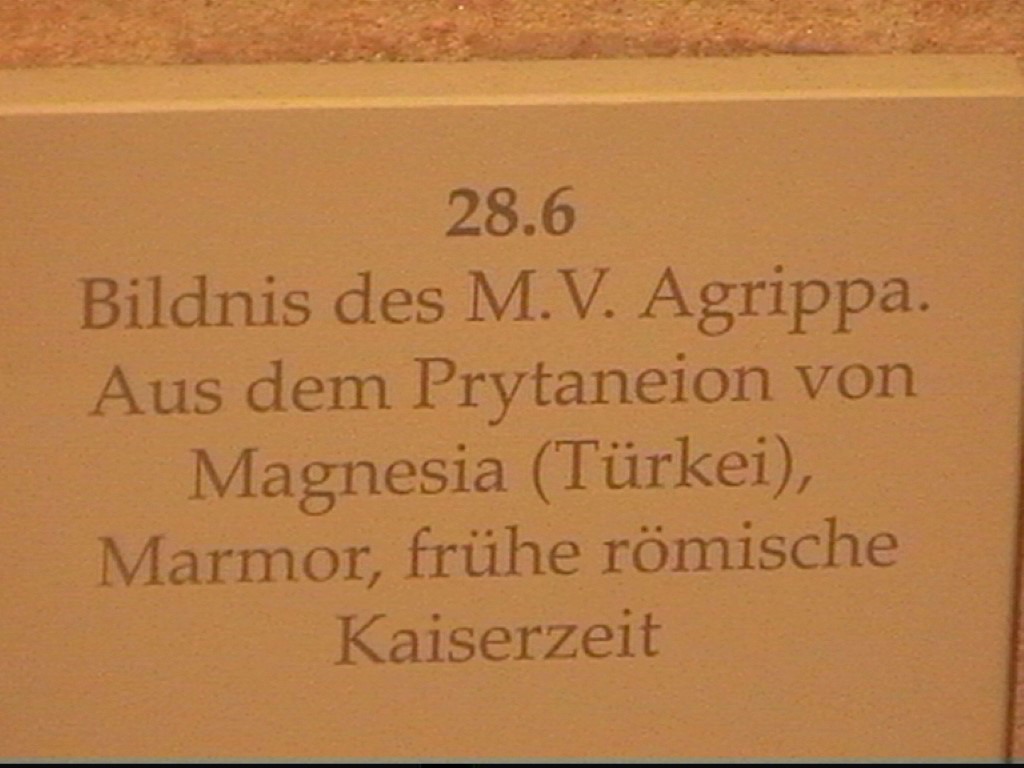 28.6
Bildnis des M.V. Agrippa.
Aus dem Prytaneion von
Magnesia (Türkei),
Marmor, frühe römische
Kaiserzeit